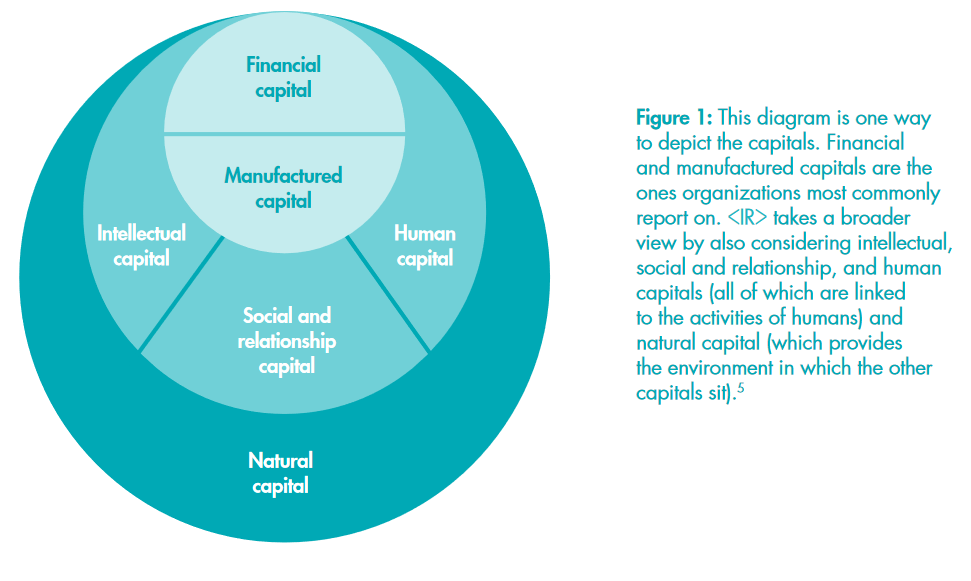 Financial
capital
Manufactured
capital
Intellectual
capital
Human
capital
Social and
relationship
capital
Natural
capital
Figure 1: This diagram is one way
to depict the capitals. Financial
and manufactured capitals are the
ones organizations most commonly
report on. <IR> takes a broader
view by also considering intellectual,
social and relationship, and human
capitals (all of which are linked
to the activities of humans) and
natural capital (which provides
the environment in which the other
capitals sit).5